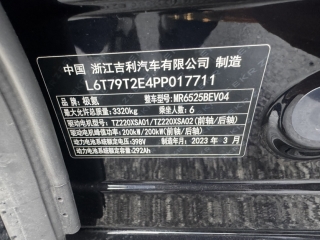 中国 浙江吉利汽车有限公司 制造
L6T79T2E4PP017711
品牌：极氪 整车型号：MR6525BEV04
最大允许总质量：3320kg 乘坐人数：6
驱动电机型号：TZ220XSA01/TZ220XSA02(前轴/后轴)
驱动电机峰值功率：200kW/200kW(前轴/后轴)
动力电池系统额定电压：398V 制造年月：2023 年 3 月
动力电池系统额定容量：292Ah